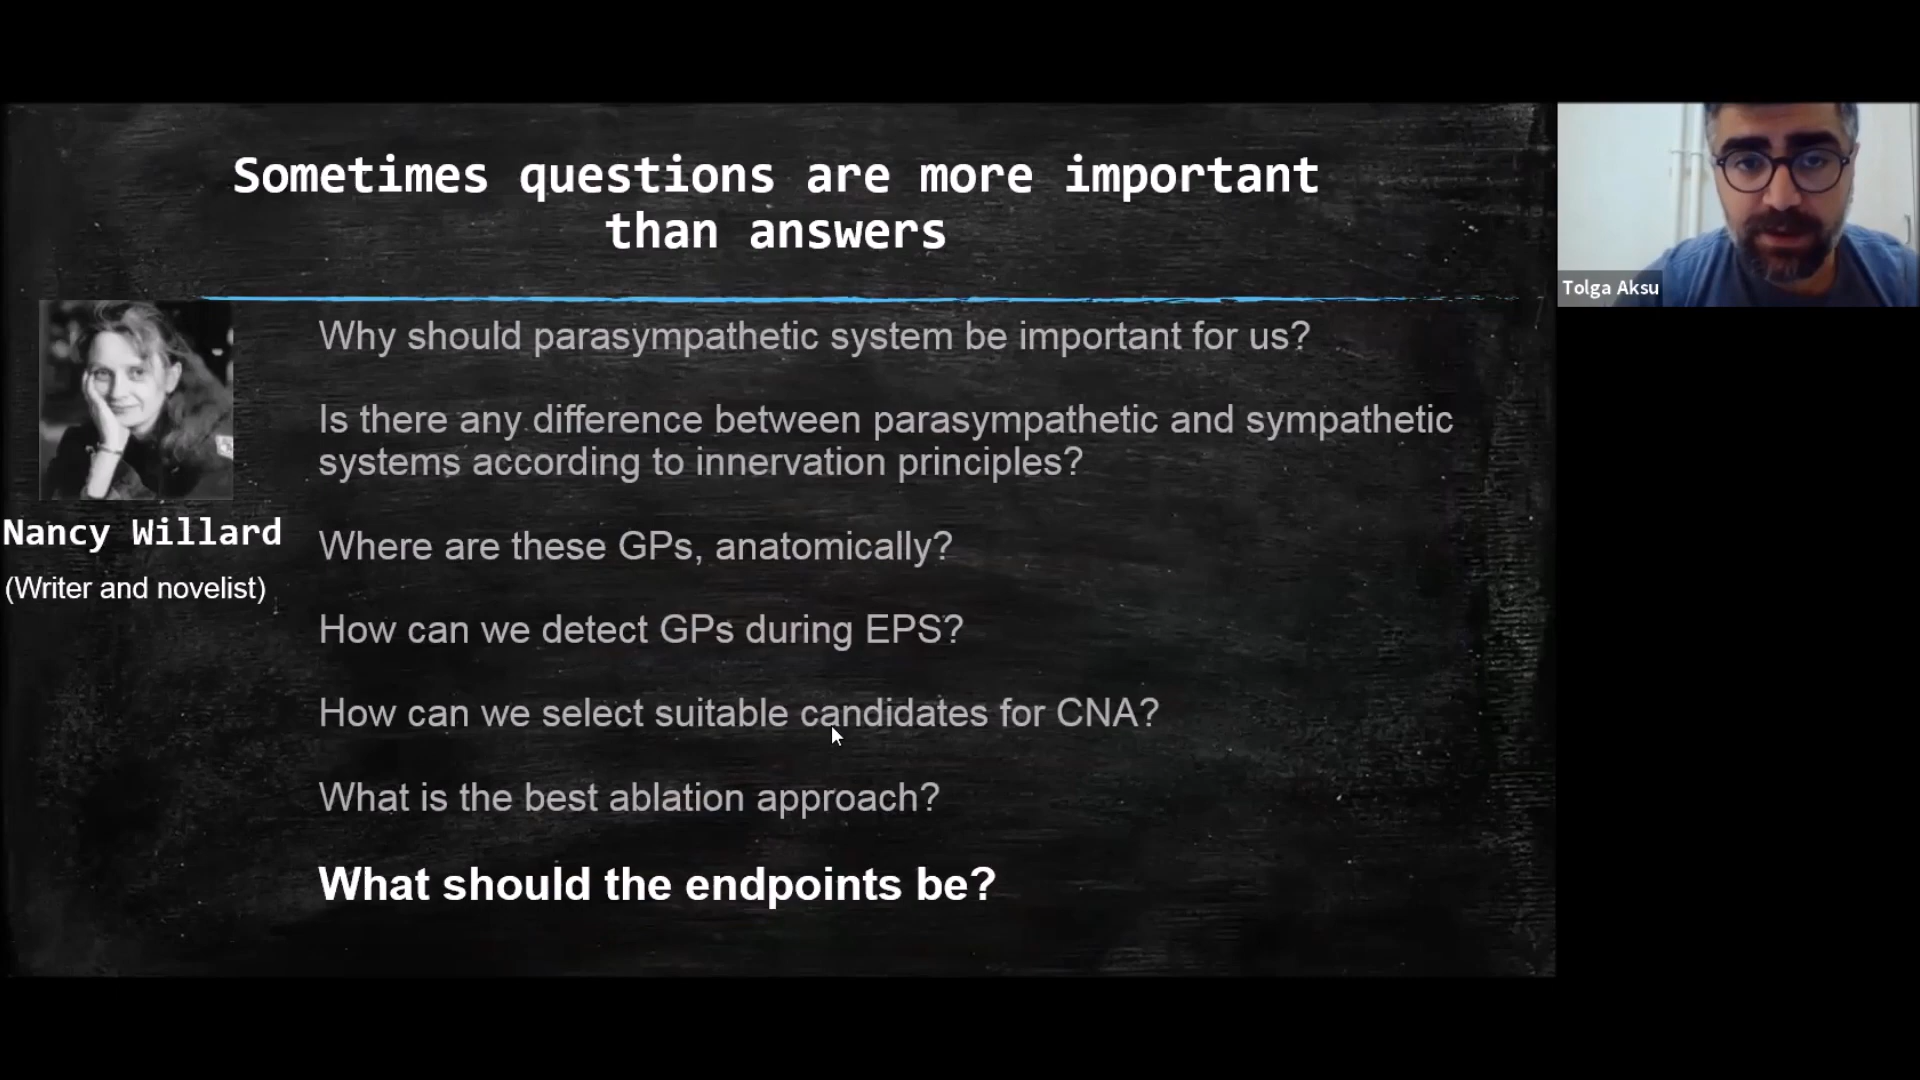 Sometimes questions are more important
than answers
Tolga Aksu
Nancy Willard
(Writer and novelist)
Why should parasympathetic system be important for us?
Is there any difference between parasympathetic and sympathetic
systems according to innervation principles?
Where are these GPs, anatomically?
How can we detect GPs during EPS?
How can we select suitable candidates for CNA?
What is the best ablation approach?
What should the endpoints be?